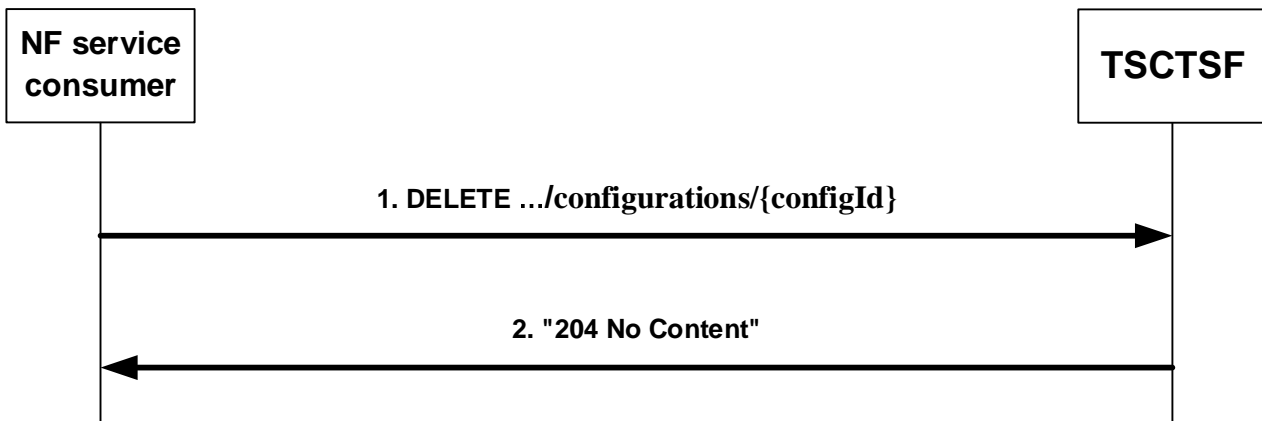 NF service
consumer
TSCTSF
1. DELETE .../configurations/{configId}
2. "204 No Content"